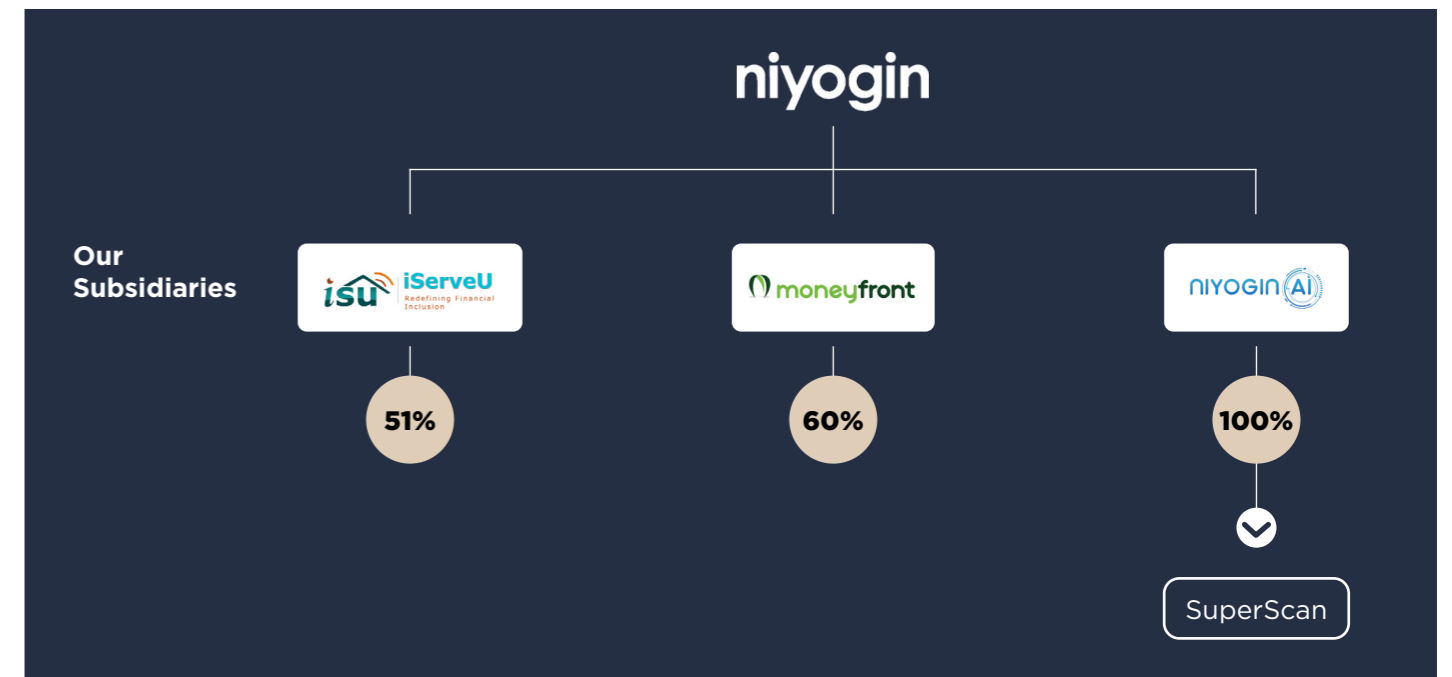 niyogin
Our
Subsidiaries
isu
iServeU
Redefining Financial
Inclusion
moneyfront
NIYOGIN AI
51%
60%
100%
SuperScan